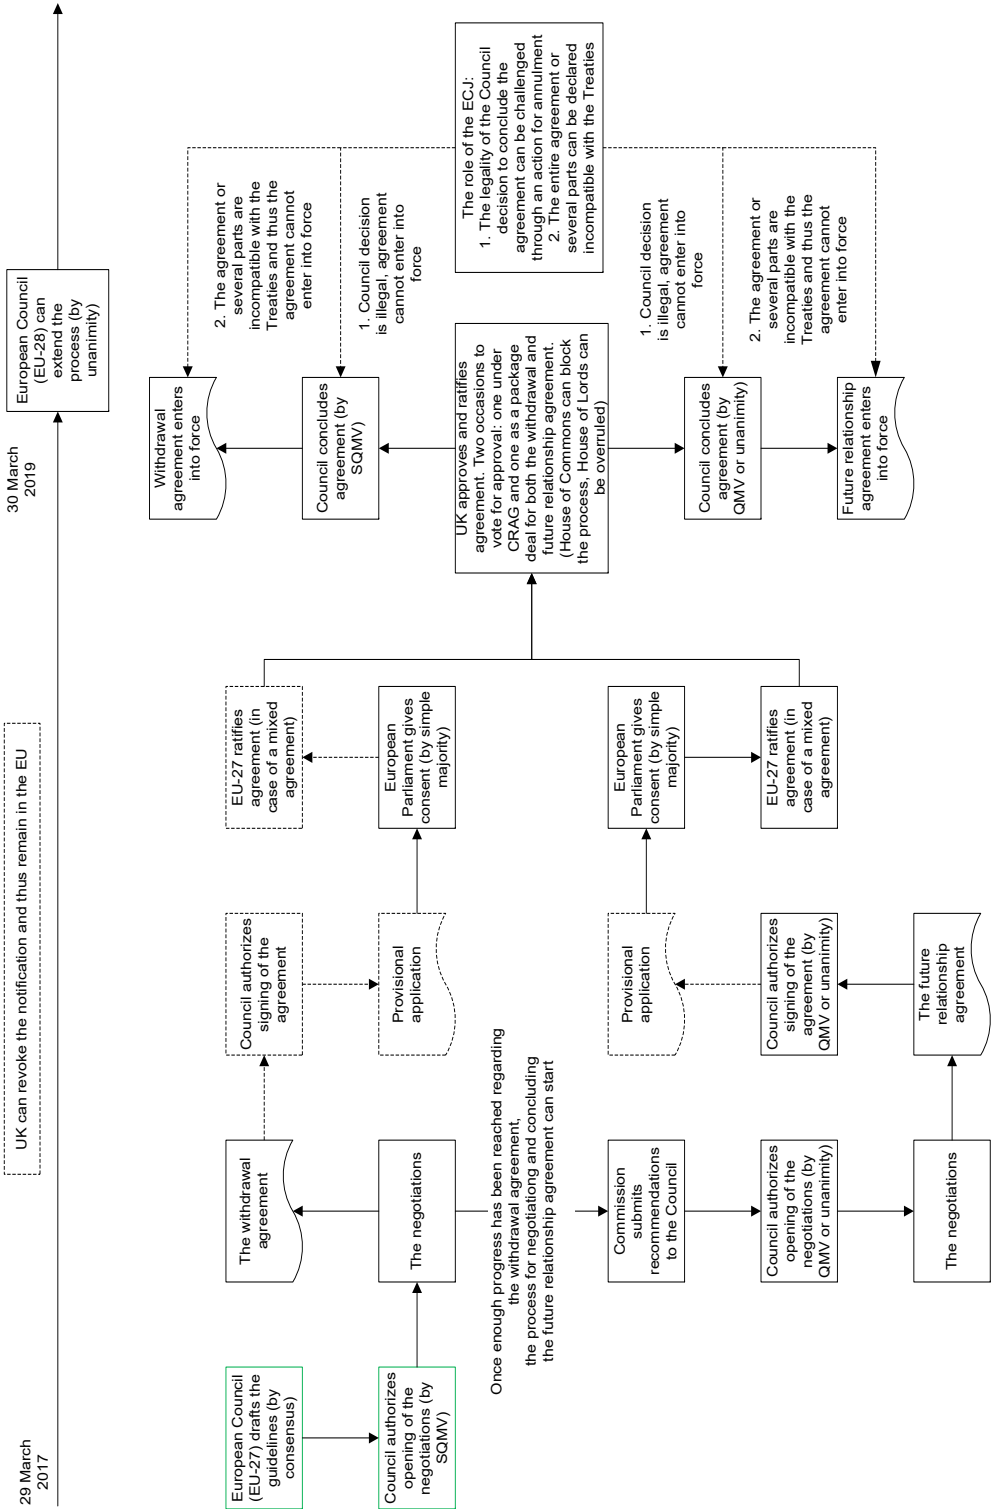 29 March
2017
UK can revoke the notification and thus remain in the EU
30 March
2019
European Council
(EU-28) can
extend the
process (by
unanimity)
European Council
(EU-27) drafts the
guidelines (by
consensus)
Council authorizes
opening of the
negotiations (by
SQMV)
The withdrawal
agreement
The negotiations
Council authorizes
signing of the
agreement
Provisional
application
EU-27 ratifies
agreement (in
case of a mixed
agreement)
European
Parliament gives
consent (by simple
majority)
Once enough progress has been reached regarding
the withdrawal agreement,
the process for negotiationg and concluding
the future relationship agreement can start
Commission
submits
recommendations
to the Council
Council authorizes
opening of the
negotiations (by
QMV or unanimity)
The negotiations
Provisional
application
Council authorizes
signing of the
agreement (by
QMV or unanimity)
The future
relationship
agreement
European
Parliament gives
consent (by simple
majority)
EU-27 ratifies
agreement (in
case of a mixed
agreement)
Withdrawal
agreement enters
into force
Council concludes
agreement (by
SQMV)
UK approves and ratifies
agreement. Two occasions to
vote for approval: one under
CRAG and one as a package
deal for both the withdrawal and
future relationship agreement.
(House of Commons can block
the process, House of Lords can
be overruled)
Council concludes
agreement (by
QMV or unanimity)
Future relationship
agreement enters
into force
2. The agreement or
several parts are
incompatible with the
Treaties and thus the
agreement cannot
enter into force
1. Council decision
is illegal, agreement
cannot enter into
force
The role of the ECJ:
1. The legality of the Council
decision to conclude the
agreement can be challenged
through an action for annulment
2. The entire agreement or
several parts can be declared
incompatible with the Treaties
1. Council decision
is illegal, agreement
cannot enter into
force
2. The agreement or
several parts are
incompatible with the
Treaties and thus the
agreement cannot
enter into force